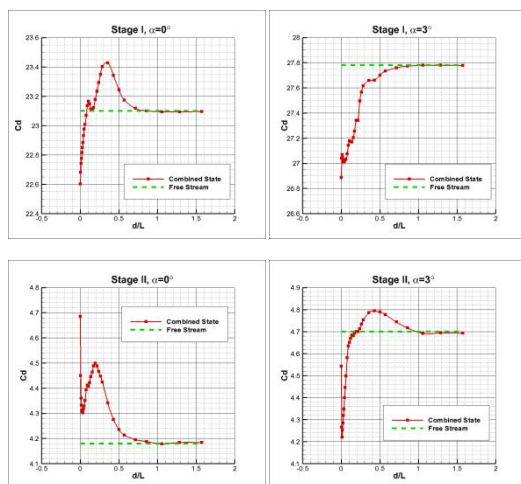 Stage I, α=0°
Cd
23.6
23.4
23.2
23
22.8
22.6
22.4
-0.5 0 0.5 1 1.5 2
d/L
Combined State
Free Stream
Stage I, α=3°
Cd
28
27.8
27.6
27.4
27.2
27
26.8
26.6
-0.5 0 0.5 1 1.5 2
d/L
Combined State
Free Stream
Stage II, α=0°
Cd
4.8
4.7
4.6
4.5
4.4
4.3
4.2
4.1
-0.5 0 0.5 1 1.5 2
d/L
Combined State
Free Stream
Stage II, α=3°
Cd
4.9
4.8
4.7
4.6
4.5
4.4
4.3
4.2
4.1
-0.5 0 0.5 1 1.5 2
d/L
Combined State
Free Stream